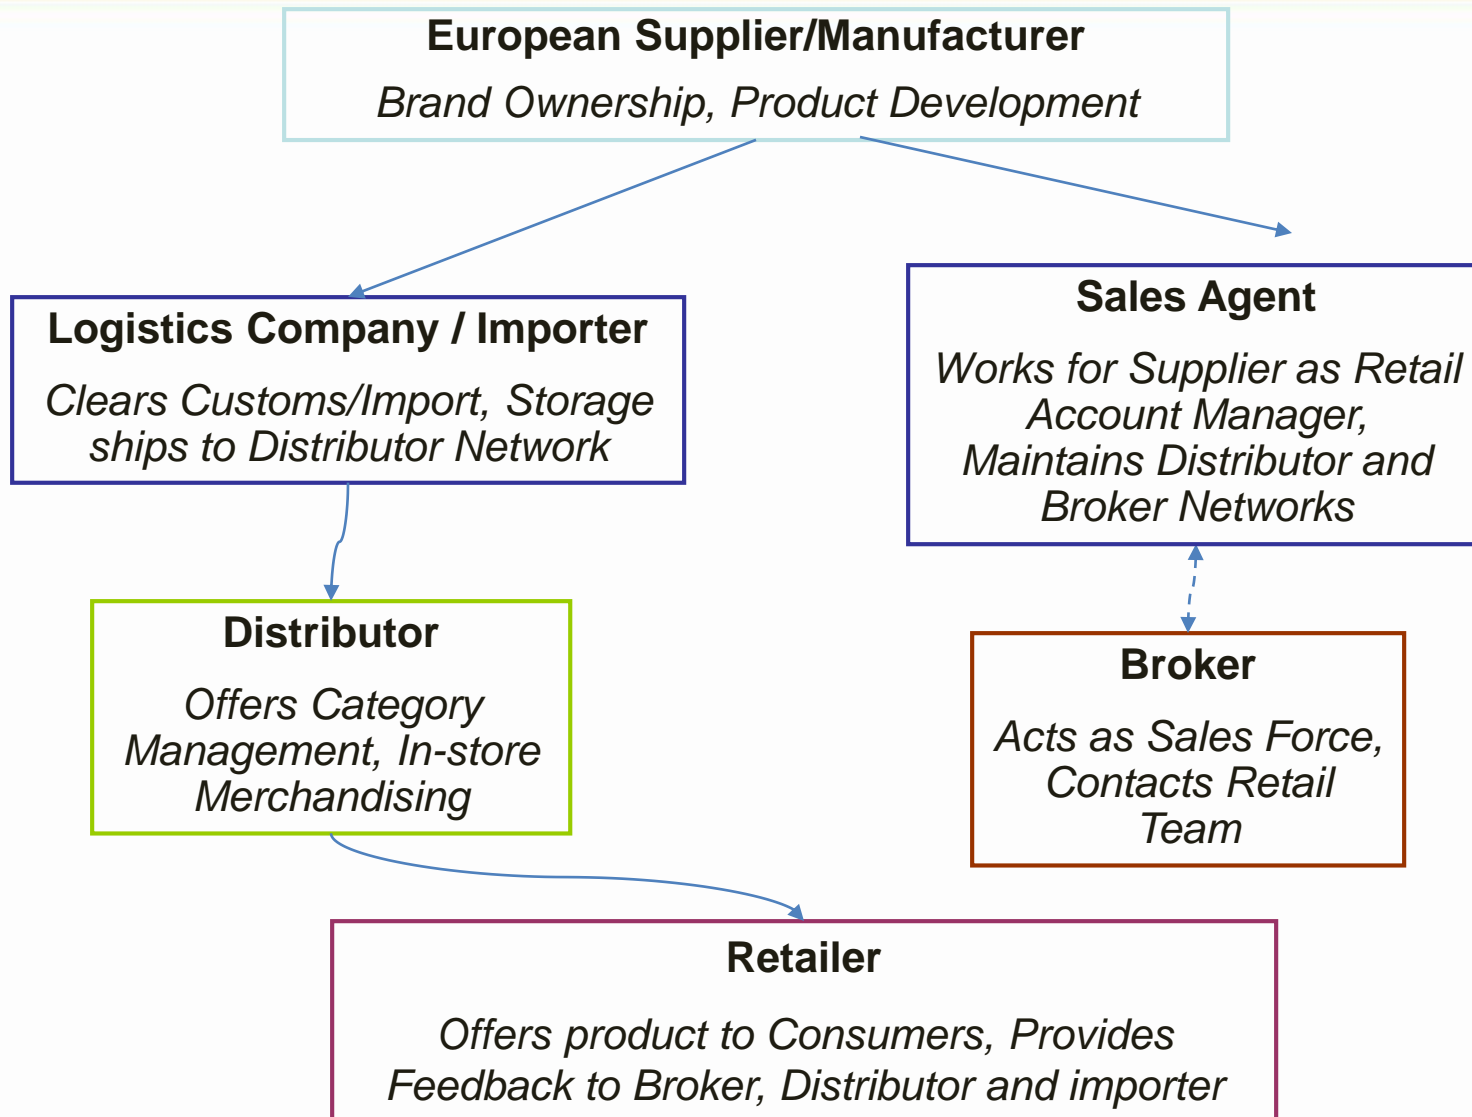 European Supplier/Manufacturer
Brand Ownership, Product Development
Logistics Company / Importer
Clears Customs/Import, Storage
ships to Distributor Network
Sales Agent
Works for Supplier as Retail
Account Manager,
Maintains Distributor and
Broker Networks
Distributor
Offers Category
Management, In-store
Merchandising
Broker
Acts as Sales Force,
Contacts Retail
Team
Retailer
Offers product to Consumers, Provides
Feedback to Broker, Distributor and importer